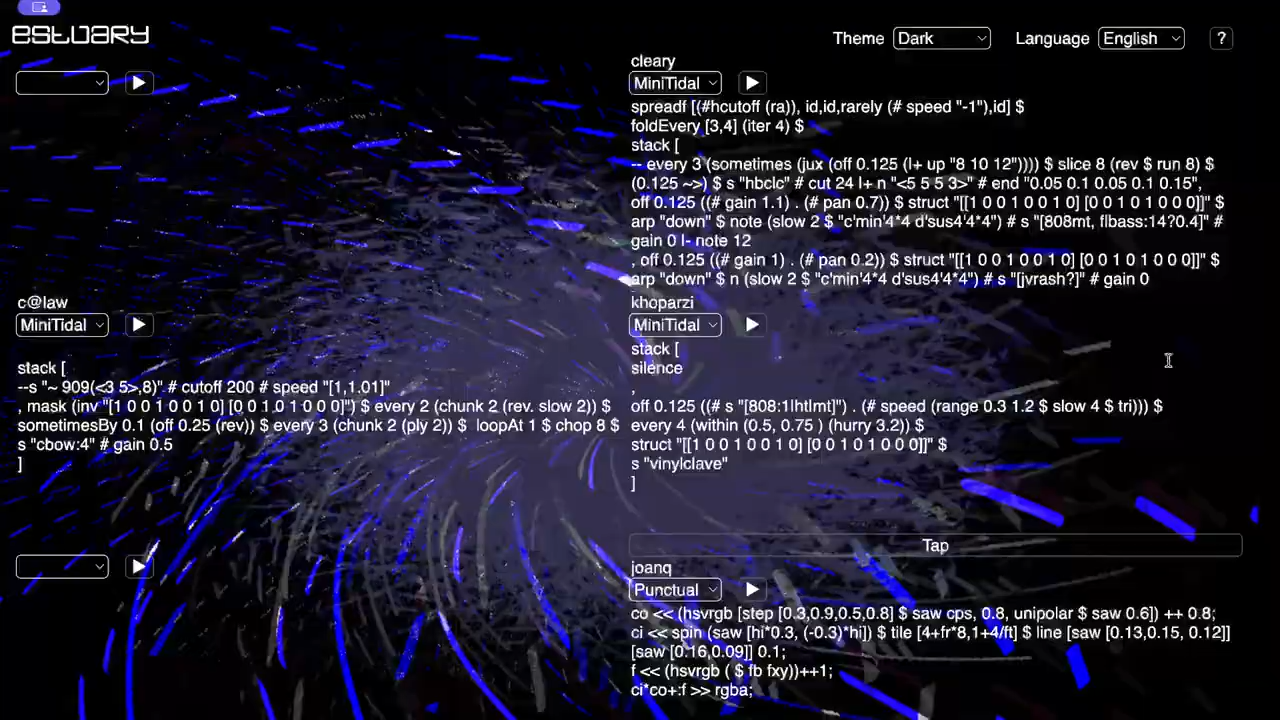 estuary
Theme Dark Language English ?
cleary
MiniTidal
spreadf [(#hcutoff (ra)), id,id,rarely (# speed "-1"),id] $
foldEvery [3,4] (iter 4) $
stack [
-- every 3 (sometimes (jux (off 0.125 (|+ up "8 10 12")))) $ slice 8 (rev $ run 8) $
(0.125 ~>) $ s "hbclc" # cut 24 |+ n "<5 5 5 3>" # end "0.05 0.1 0.05 0.1 0.15",
off 0.125 ((# gain 1.1) . (# pan 0.7)) $ struct "[[1 0 0 1 0 0 1 0] [0 0 1 0 1 0 0 0]]" $
arp "down" $ note (slow 2 $ "c'min'4*4 d'sus4'4*4") # s "[808mt, flbass:14?0.4]" #
gain 0 |- note 12
, off 0.125 ((# gain 1) . (# pan 0.2)) $ struct "[[1 0 0 1 0 0 1 0] [0 0 1 0 1 0 0 0]]" $
arp "down" $ n (slow 2 $ "c'min'4*4 d'sus4'4*4") # s "[jvrash?]" # gain 0
c@law
MiniTidal
stack [
--s "~ 909(<3 5>,8)" # cutoff 200 # speed "[1,1.01]"
, mask (inv "[1 0 0 1 0 0 1 0] [0 0 1 0 1 0 0 0]") $ every 2 (chunk 2 (rev. slow 2)) $
sometimesBy 0.1 (off 0.25 (rev)) $ every 3 (chunk 2 (ply 2)) $ loopAt 1 $ chop 8 $
s "cbow:4" # gain 0.5
]
khoparzi
MiniTidal
stack [
silence
,
off 0.125 ((# s "[808:1|ht|mt]") . (# speed (range 0.3 1.2 $ slow 4 $ tri))) $
every 4 (within (0.5, 0.75 ) (hurry 3.2)) $
struct "[[1 0 0 1 0 0 1 0] [0 0 1 0 1 0 0 0]]" $
s "vinylclave"
]
Tap
joanq
Punctual
co << (hsvrgb [step [0.3,0.9,0.5,0.8] $ saw cps, 0.8, unipolar $ saw 0.6]) ++ 0.8;
ci << spin (saw [hi*0.3, (-0.3)*hi]) $ tile [4+fr*8,1+4/ft] $ line [saw [0.13,0.15, 0.12]]
[saw [0.16,0.09]] 0.1;
f << (hsvrgb ( $ fb fxy))++1;
ci*co+:f >> rgba;